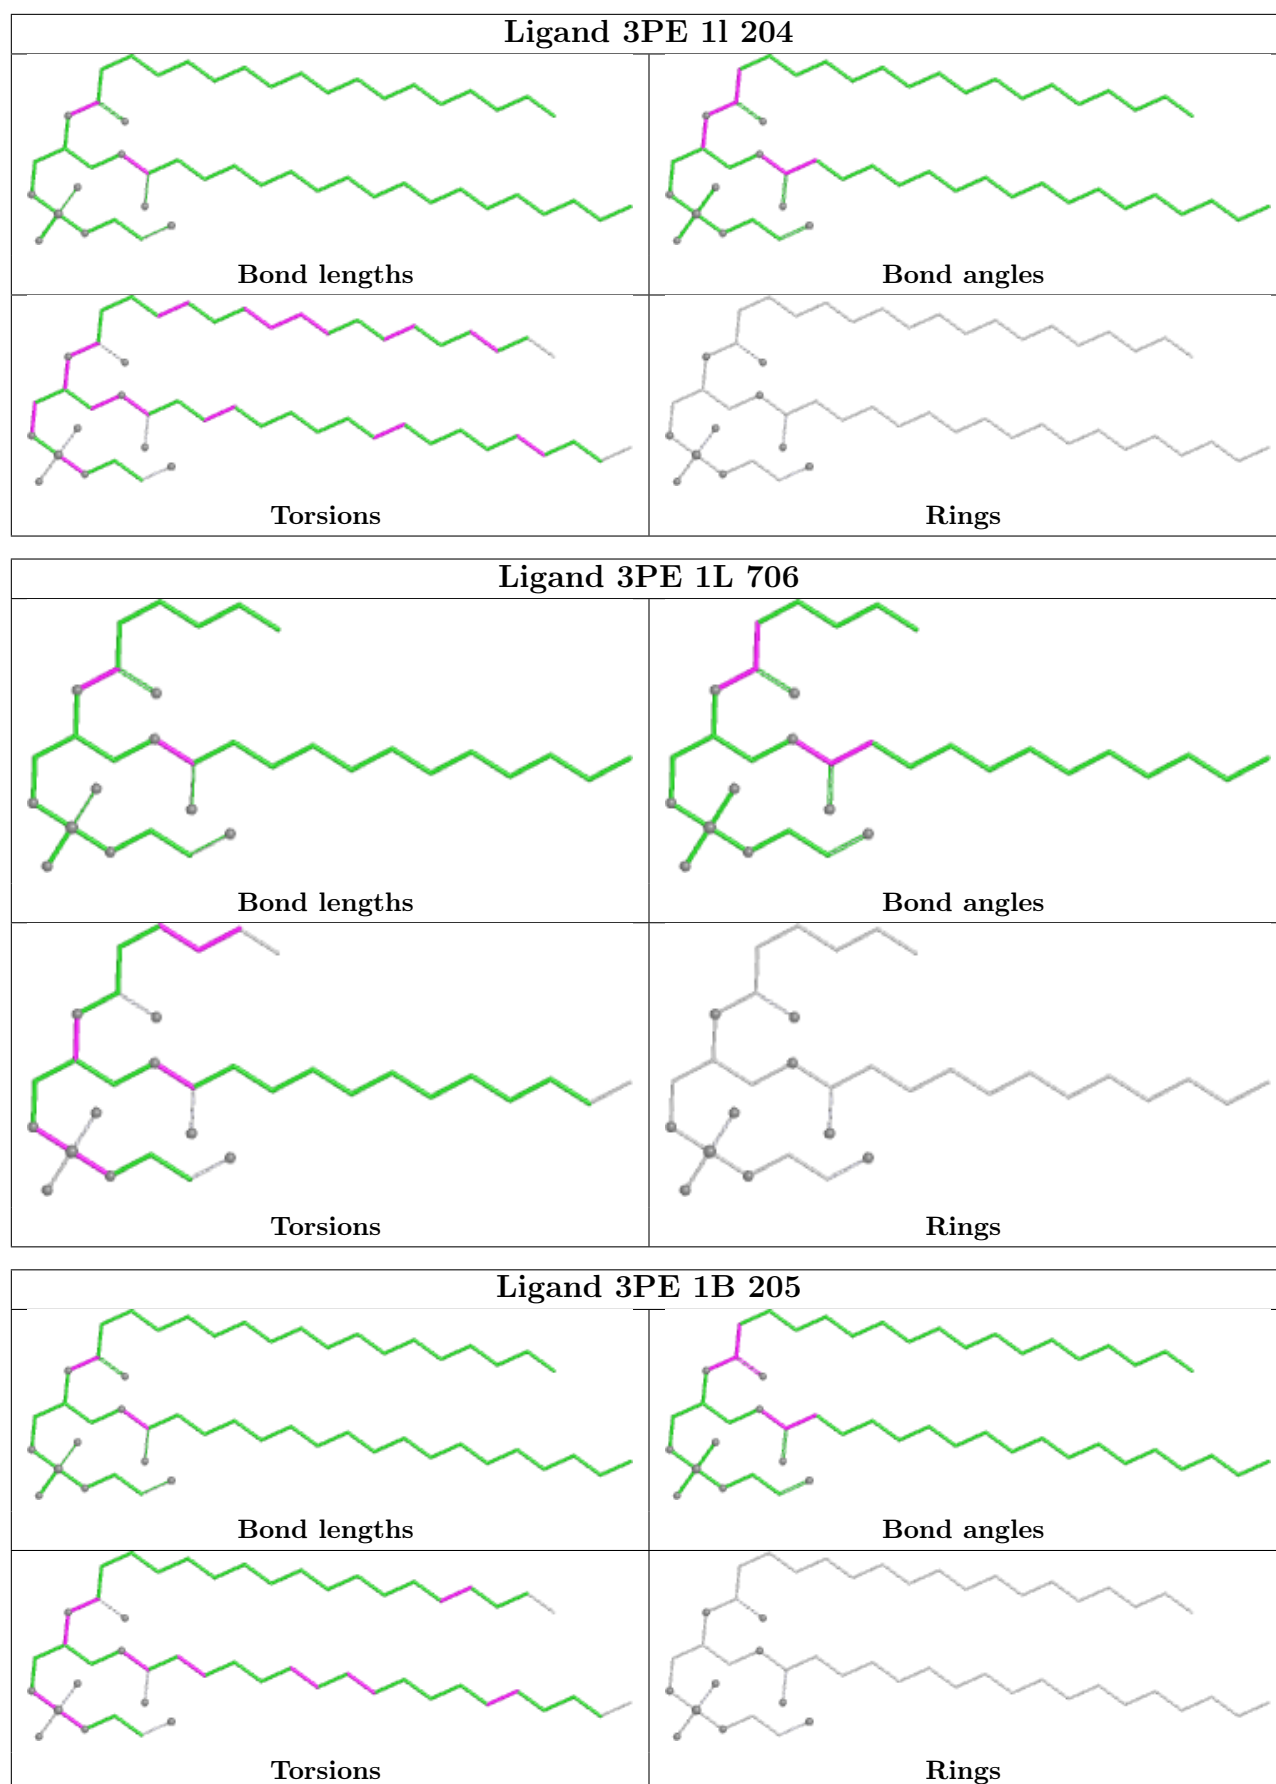 Ligand 3PE 1l 204
Bond lengths
Bond angles
Torsions
Rings
Ligand 3PE 1L 706
Bond lengths
Bond angles
Torsions
Rings
Ligand 3PE 1B 205
Bond lengths
Bond angles
Torsions
Rings